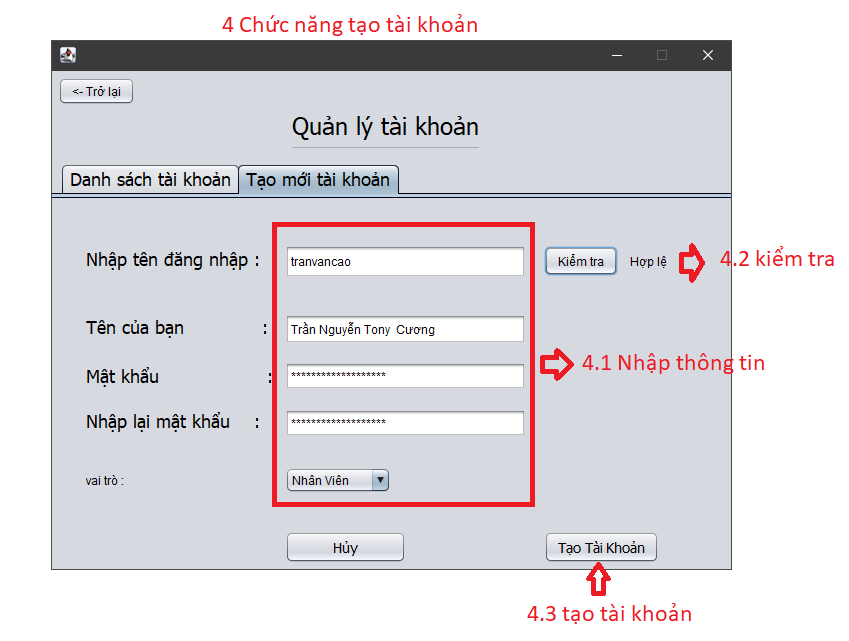 4 Chức năng tạo tài khoản
<- Trở lại
Quản lý tài khoản
Danh sách tài khoản Tạo mới tài khoản
Nhập tên đăng nhập : tranvancao Kiểm tra Hợp lệ 4.2 kiểm tra
Tên của bạn : Trần Nguyễn Tony Cương
4.1 Nhập thông tin
Mật khẩu : *******************
Nhập lại mật khẩu : *******************
vai trò : Nhân Viên
Hủy Tạo Tài Khoản
4.3 tạo tài khoản